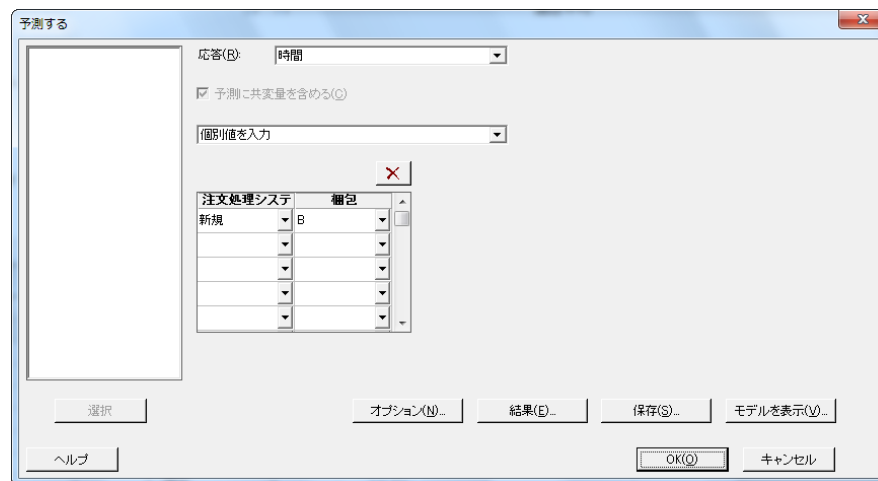 予測する
応答(R): 時間
予測に共変量を含める(C)
個別値を入力
注文処理システ 梱包
新規 B
選択 オプション(N)... 結果(E)... 保存(S)... モデルを表示(V)...
ヘルプ OK(O) キャンセル